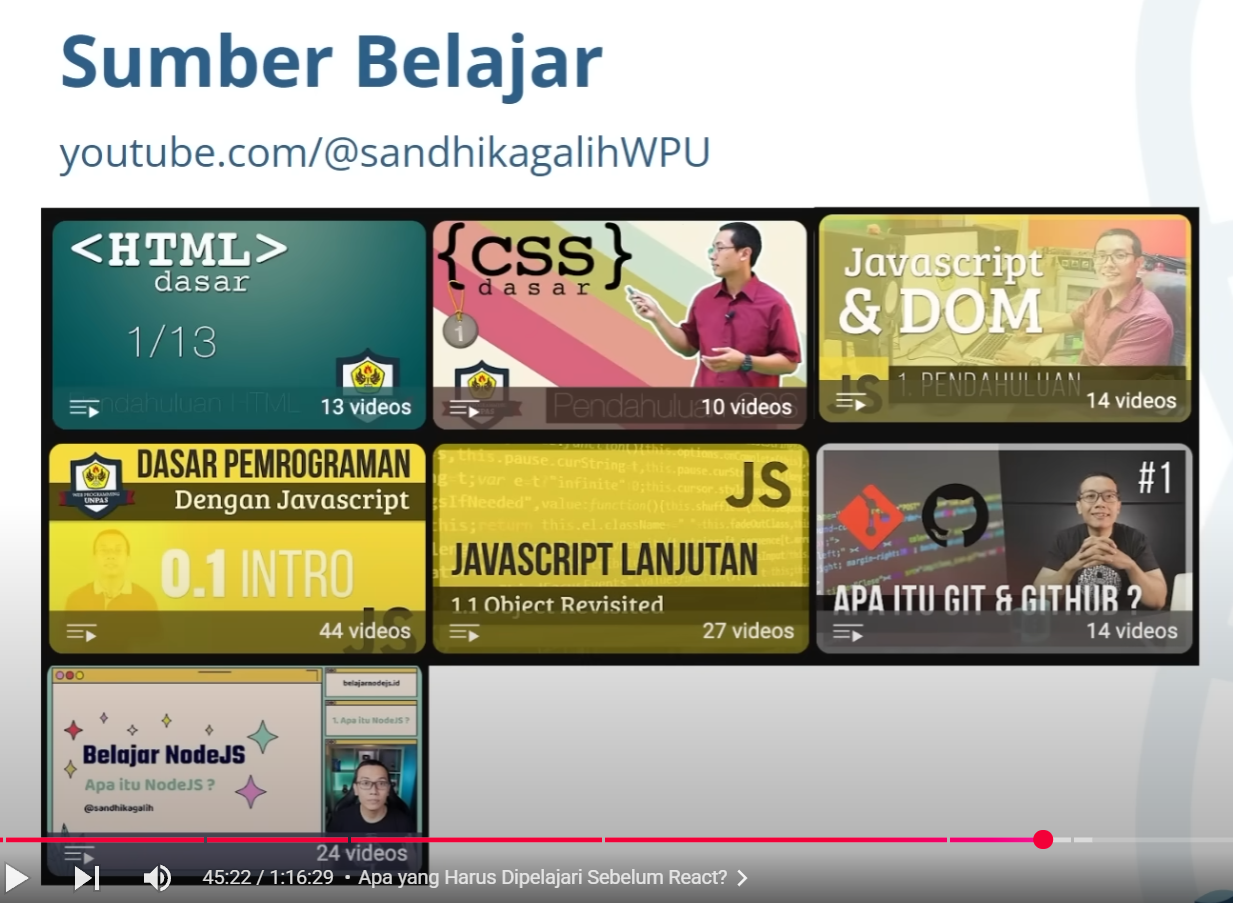 Sumber Belajar
youtube.com/@sandhikagalihWPU
<HTML>
dasar
1/13
13 videos
{CSS}
dasar
1
Pendahulua
10 videos
Javascript
& DOM
JS
1. PENDAHULUAN
14 videos
DASAR PEMROGRAMAN
Dengan Javascript
WEB PROGRAMMING
UNPAS
0.1 INTRO
JS
44 videos
JS
JAVASCRIPT LANJUTAN
1.1 Object Revisited
27 videos
#1
APA ITU GIT & GITHUB ?
14 videos
belajarnodejs.id
1. Apa itu NodeJS ?
Belajar NodeJS
Apa itu NodeJS ?
@sandhikagalih
24 videos
45:22 / 1:16:29 • Apa yang Harus Dipelajari Sebelum React?